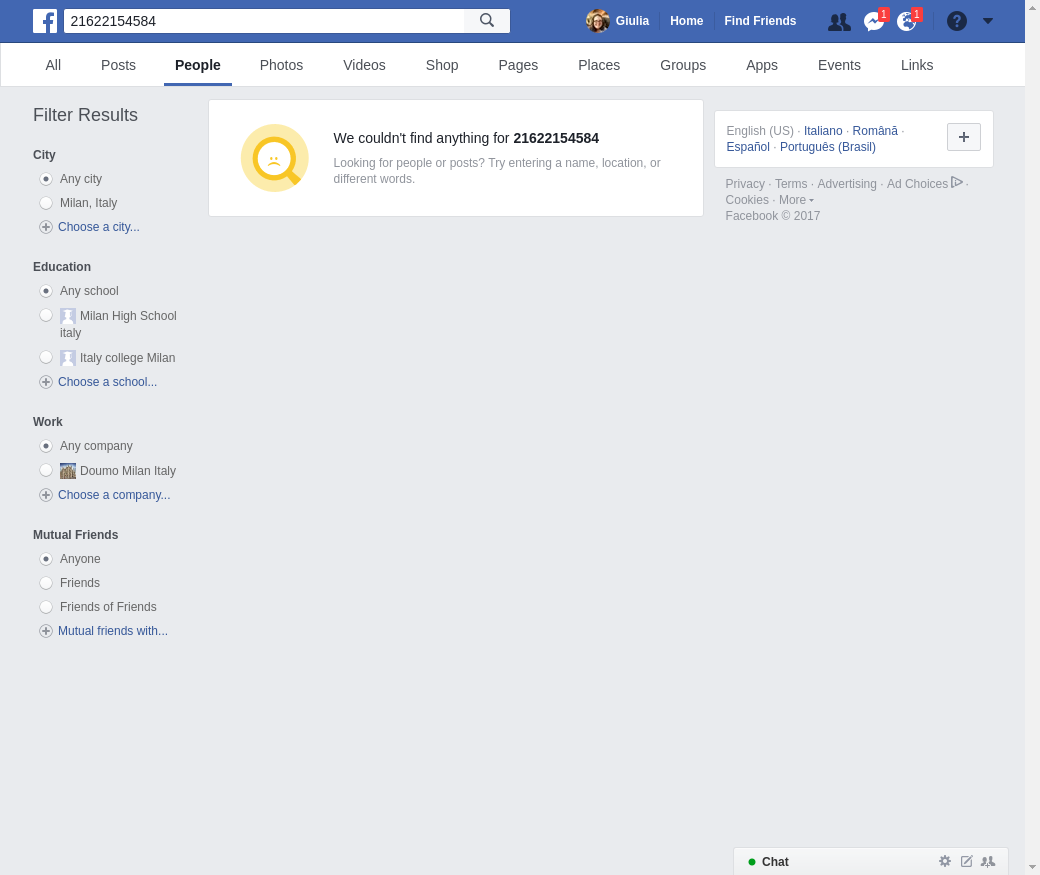 21622154584
Giulia
Home
Find Friends
1
1
?
All
Posts
People
Photos
Videos
Shop
Pages
Places
Groups
Apps
Events
Links
Filter Results
City
Any city
Milan, Italy
Choose a city...
Education
Any school
Milan High School
italy
Italy college Milan
Choose a school...
Work
Any company
Doumo Milan Italy
Choose a company...
Mutual Friends
Anyone
Friends
Friends of Friends
Mutual friends with...
We couldn't find anything for 21622154584
Looking for people or posts? Try entering a name, location, or
different words.
English (US) · Italiano · Română ·
Español · Português (Brasil)
Privacy · Terms · Advertising · Ad Choices ·
Cookies · More
Facebook © 2017
Chat